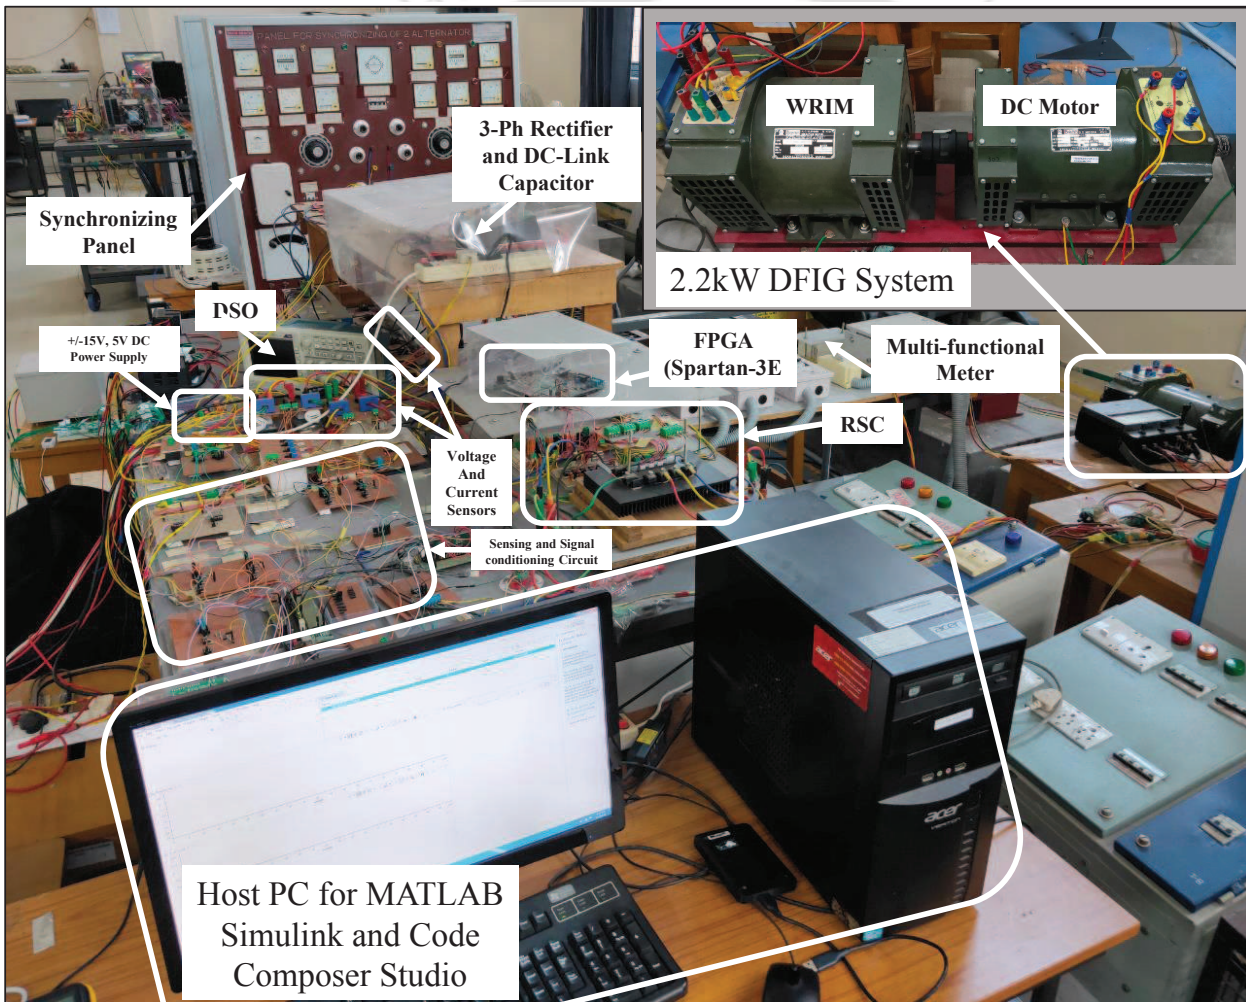 PANEL FOR SYNCHRONIZING OF 2 ALTERNATOR
3-Ph Rectifier
and DC-Link
Capacitor
WRIM
DC Motor
2.2kW DFIG System
Synchronizing
Panel
DSO
+/-15V, 5V DC
Power Supply
FPGA
(Spartan-3E
Multi-functional
Meter
RSC
Voltage
And
Current
Sensors
Sensing and Signal
conditioning Circuit
acer
acer
acer
Host PC for MATLAB
Simulink and Code
Composer Studio